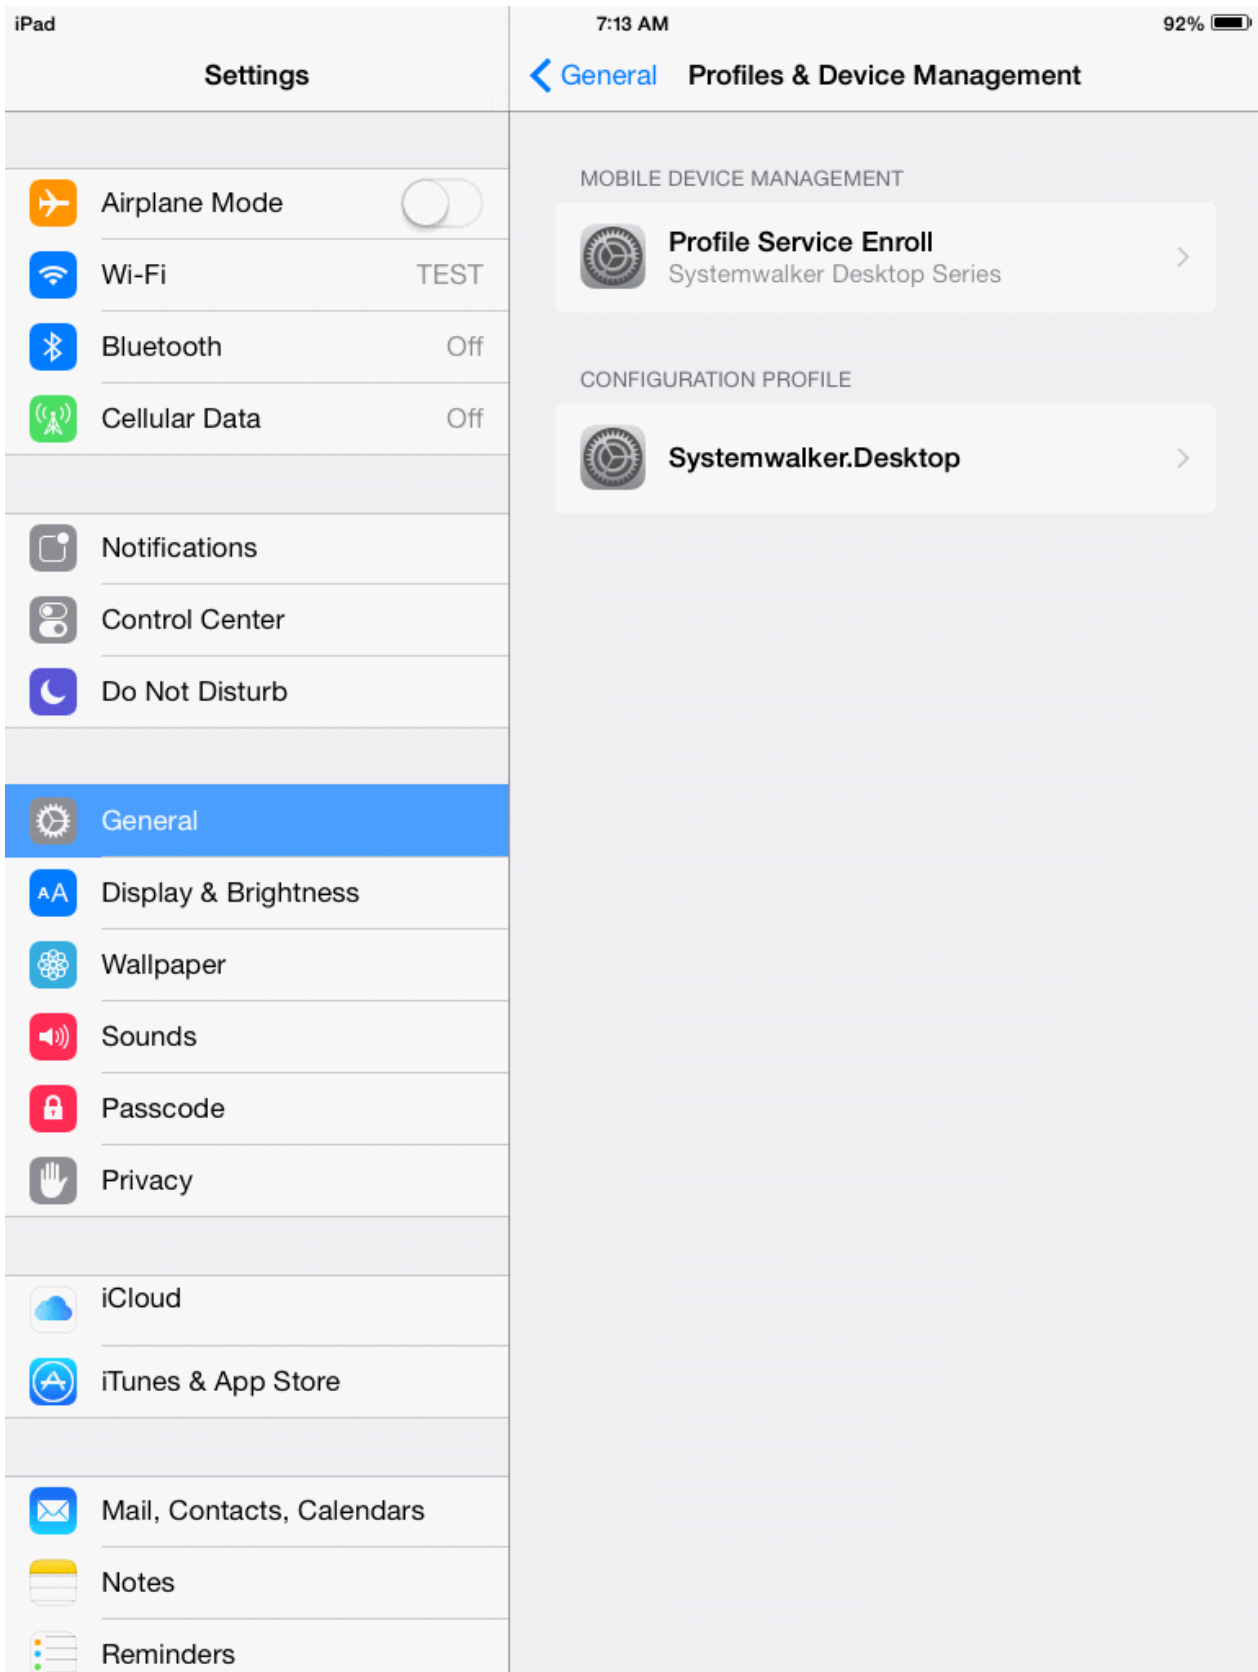 iPad
7:13 AM
92%
Settings
General
Profiles & Device Management
Airplane Mode
Wi-Fi
TEST
Bluetooth
Off
Cellular Data
Off
Notifications
Control Center
Do Not Disturb
General
AA
Display & Brightness
Wallpaper
Sounds
Passcode
Privacy
iCloud
iTunes & App Store
Mail, Contacts, Calendars
Notes
Reminders
MOBILE DEVICE MANAGEMENT
Profile Service Enroll
Systemwalker Desktop Series
CONFIGURATION PROFILE
Systemwalker.Desktop